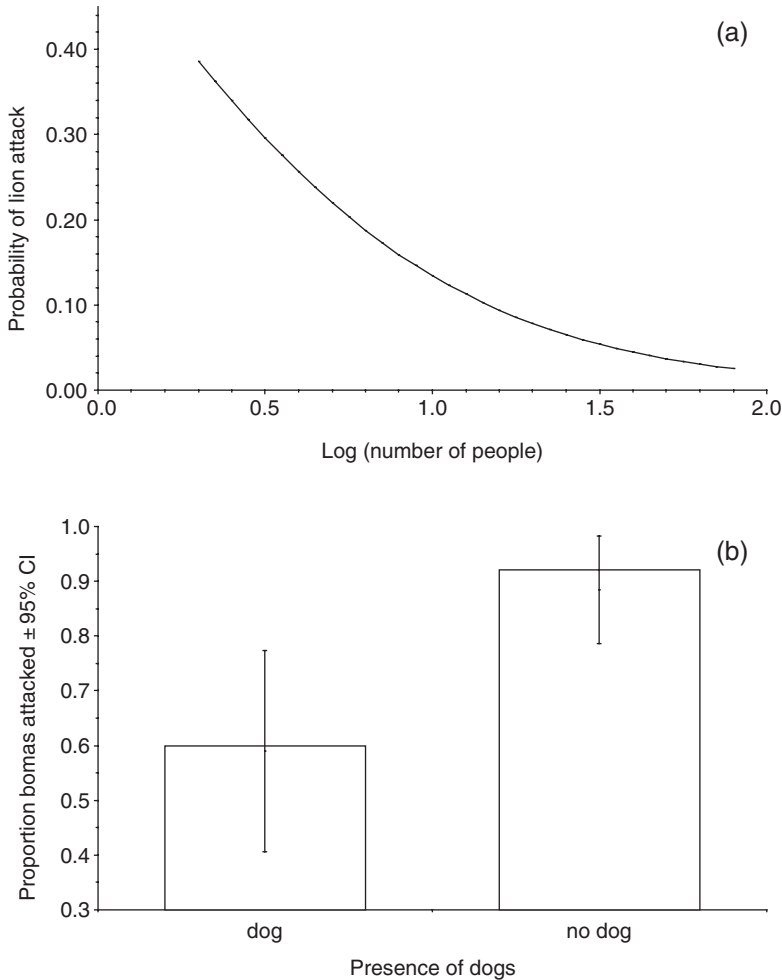 (a)
Probability of lion attack
0.40
0.30
0.20
0.10
0.00
0.0 0.5 1.0 1.5 2.0
Log (number of people)
(b)
Proportion bomas attacked ± 95% CI
1.0
0.9
0.8
0.7
0.6
0.5
0.4
0.3
dog no dog
Presence of dogs